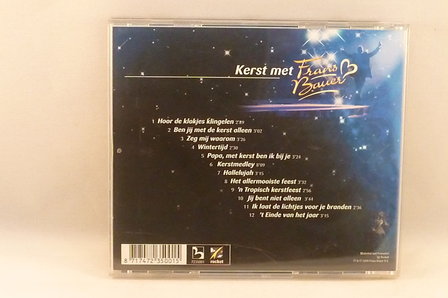 Kerst met Frans Bauer
1 Hoor de klokjes klingelen 2'89
2 Ben jij met de kerst alleen 3'02
3 Zeg mij waarom 3'26
4 Wintertijd 3'30
5 Papa, met kerst ben ik bij je 3'24
6 Kerstmedley 8'09
7 Hallelujah 3'15
8 Het allermooiste feest 3'32
9 'n Tropisch kerstfeest 2'56
10 Jij bent niet alleen 3'44
11 Ik laat de lichtjes voor je branden 2'36
12 't Einde van het jaar 3'45
8 717472 350015
rocket